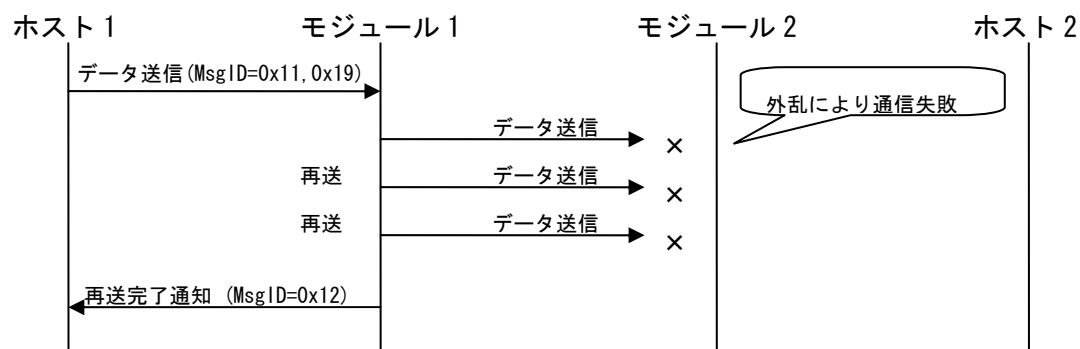 ホスト1 モジュール1 モジュール2 ホスト2
データ送信(MsgID=0x11,0x19)
外乱により通信失敗
データ送信 ×
再送 データ送信 ×
再送 データ送信 ×
再送完了通知 (MsgID=0x12)